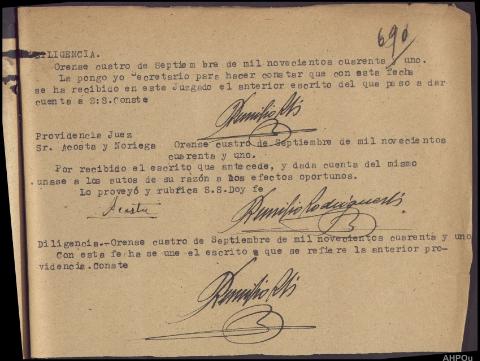 690
DILIGENCIA.
Orense cuatro de Septiem bre de mil novecientos cuarenta y uno.
La pongo yo Secretario para hacer constar que con esta fecha
se ha recibido en este Juzgado el anterior escrito del que paso a dar
cuenta a S:S.Conste
Providencia Juez
Sr. Acosta y Noriega Orense cuatro de Septiembre de mil novecientos
cuarenta y uno.
Por recibido el escrito que antecede, y dada cuenta del mismo
unase a los autos de su razón a los efectos oportunos.
Lo proveyó y rubrica S.S.Doy fe
Acosta
Diligencia.-Orense cuatro de Septiembre de mil novecientos cuarenta y uno
Con esta fecha se une el escrito a que se refiere la anterior pro-
videncia.Conste
AHPOu